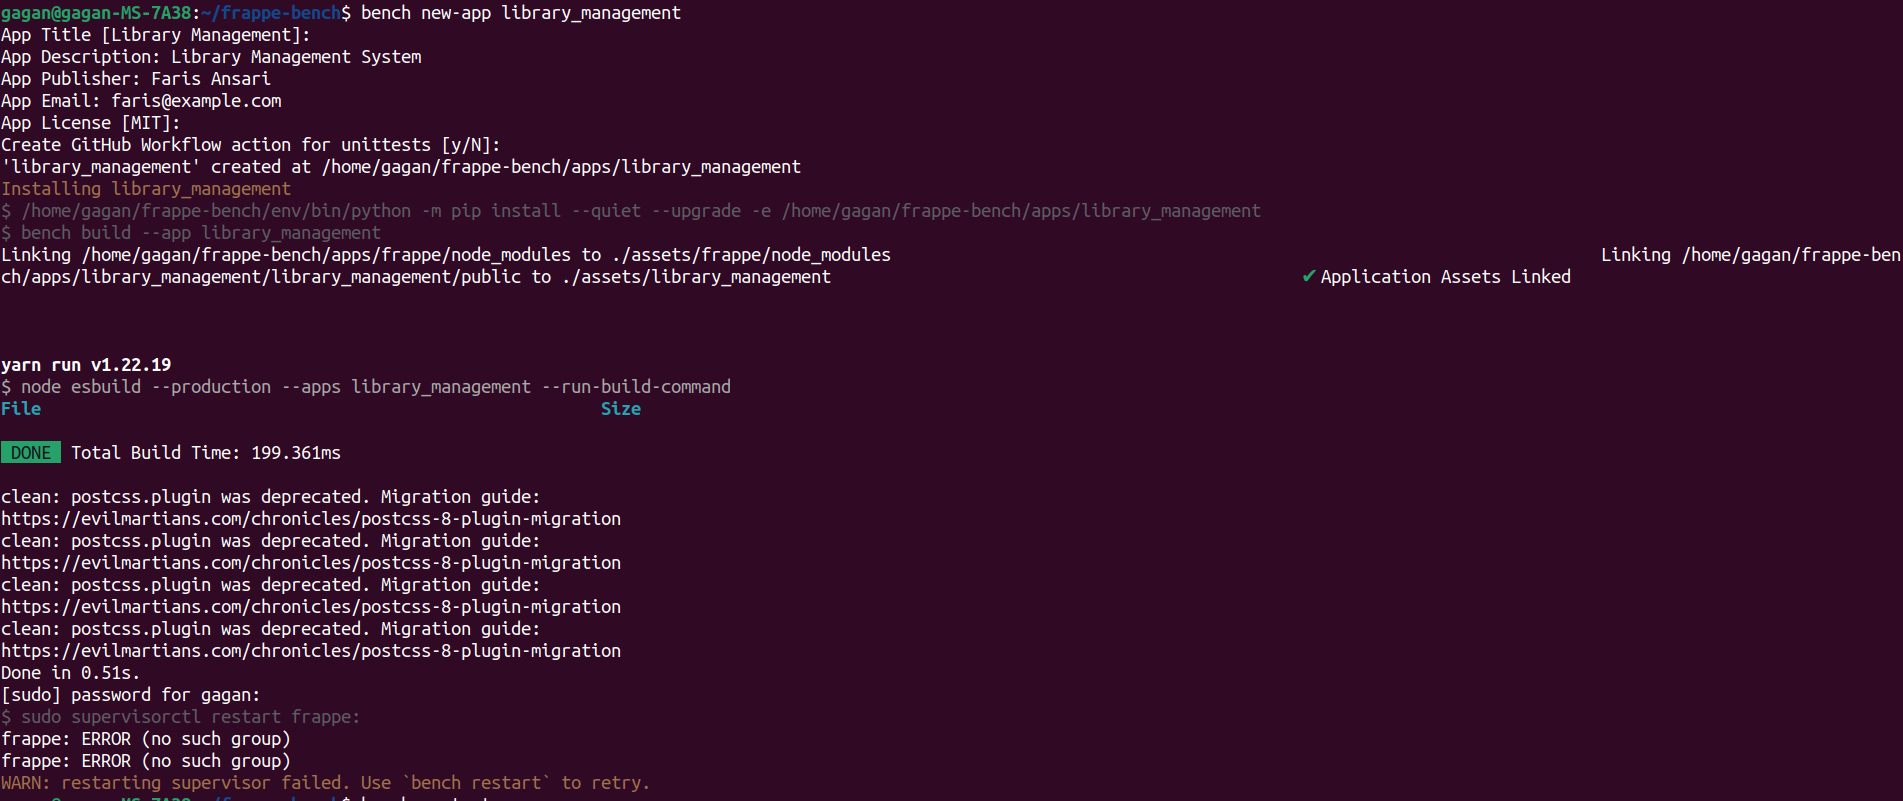 gagan@gagan-MS-7A38:~/frappe-bench$ bench new-app library_management
App Title [Library Management]:
App Description: Library Management System
App Publisher: Faris Ansari
App Email: faris@example.com
App License [MIT]:
Create GitHub Workflow action for unittests [y/N]:
'library_management' created at /home/gagan/frappe-bench/apps/library_management
Installing library_management
$ /home/gagan/frappe-bench/env/bin/python -m pip install --quiet --upgrade -e /home/gagan/frappe-bench/apps/library_management
$ bench build --app library_management
Linking /home/gagan/frappe-bench/apps/frappe/node_modules to ./assets/frappe/node_modules Linking /home/gagan/frappe-ben
ch/apps/library_management/library_management/public to ./assets/library_management ✔ Application Assets Linked
yarn run v1.22.19
$ node esbuild --production --apps library_management --run-build-command
File Size
DONE Total Build Time: 199.361ms
clean: postcss.plugin was deprecated. Migration guide:
https://evilmartians.com/chronicles/postcss-8-plugin-migration
clean: postcss.plugin was deprecated. Migration guide:
https://evilmartians.com/chronicles/postcss-8-plugin-migration
clean: postcss.plugin was deprecated. Migration guide:
https://evilmartians.com/chronicles/postcss-8-plugin-migration
clean: postcss.plugin was deprecated. Migration guide:
https://evilmartians.com/chronicles/postcss-8-plugin-migration
Done in 0.51s.
[sudo] password for gagan:
$ sudo supervisorctl restart frappe:
frappe: ERROR (no such group)
frappe: ERROR (no such group)
WARN: restarting supervisor failed. Use `bench restart` to retry.